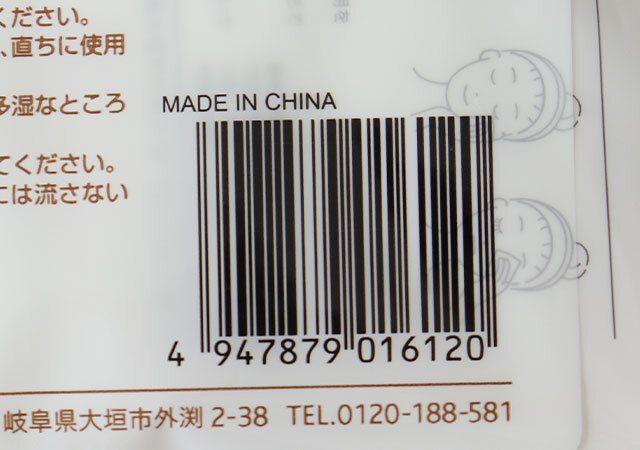 ください。
、直ちに使用
多湿なところ
MADE IN CHINA
てください。
には流さない
4 947879 016120
岐阜県大垣市外渕 2-38 TEL.0120-188-581